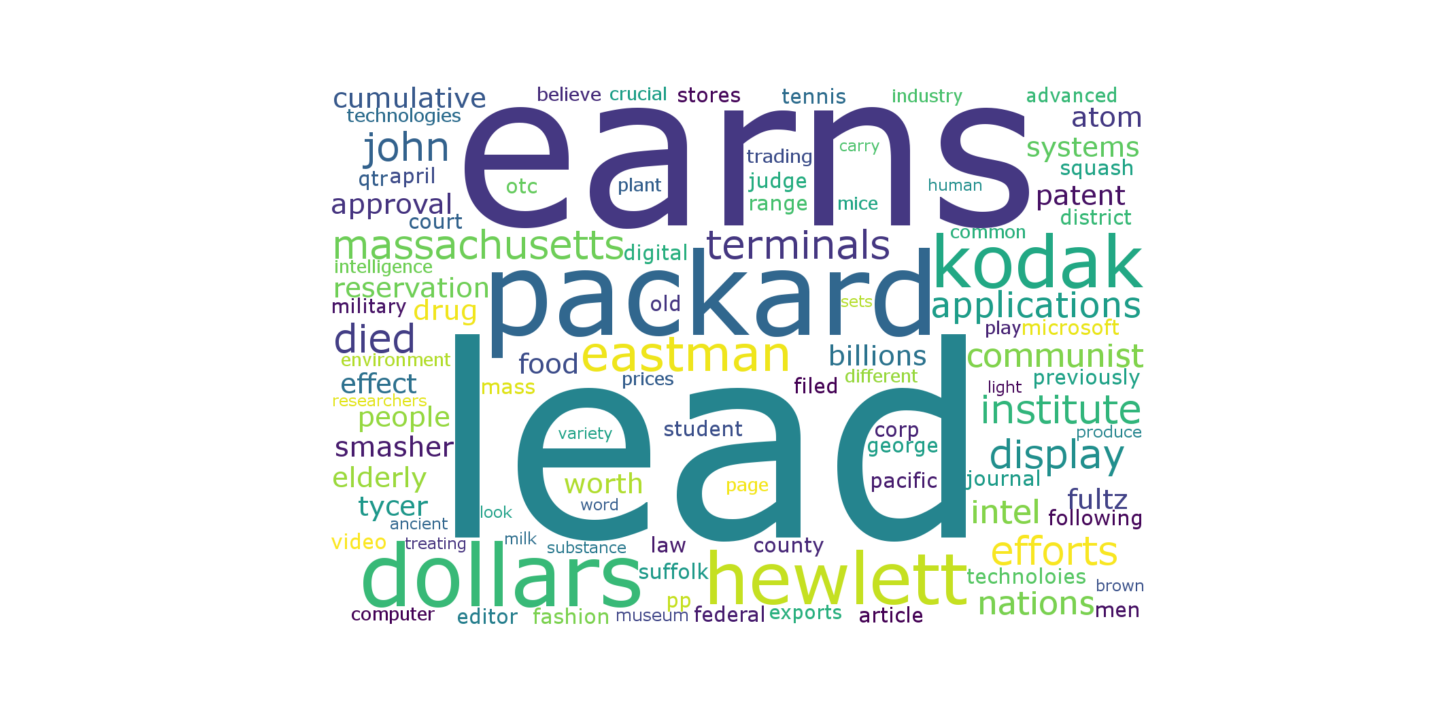 cumulative
believe
crucial
stores
tennis
industry
advanced
technologies
earns
atom
john
trading
carry
systems
qtr
april
otc
plant
judge
human
squash
approval
range
mice
patent
court
district
massachusetts
digital
terminals
common
kodak
intelligence
reservation
packard
military
drug
old
sets
applications
died
play
microsoft
environment
food
eastman
billions
communist
effect
mass
prices
filed
different
light
previously
researchers
people
lead
institute
smasher
variety
student
corp
george
produce
display
elderly
worth
page
pacific
journal
tycer
word
intel
fultz
ancient
look
following
video
treating
milk
substance
law
county
efforts
dollars
suffolk
hewlett
technoloies
brown
pp
nations
computer
editor
fashion
museum
federal
exports
article
men